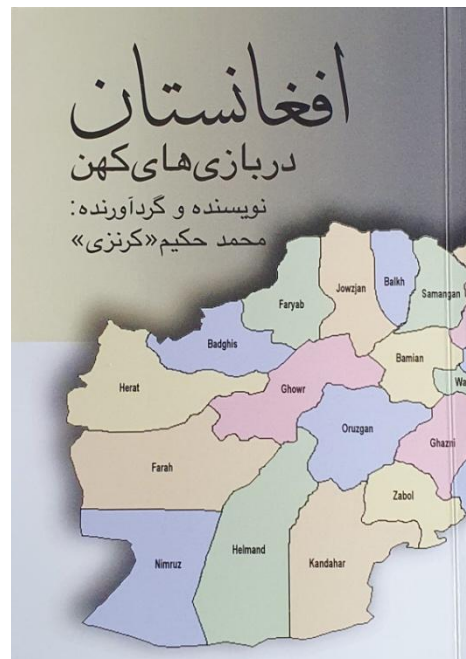 افغانستان
در بازی‌های کهن
نویسنده و گردآورنده:
محمد حکیم «کرنزی»
Balkh
Jowzjan
Samangan
Faryab
Badghis
Bamian
Herat
Ghowr
Oruzgan
Ghazni
Farah
Zabol
Nimruz
Helmand
Kandahar